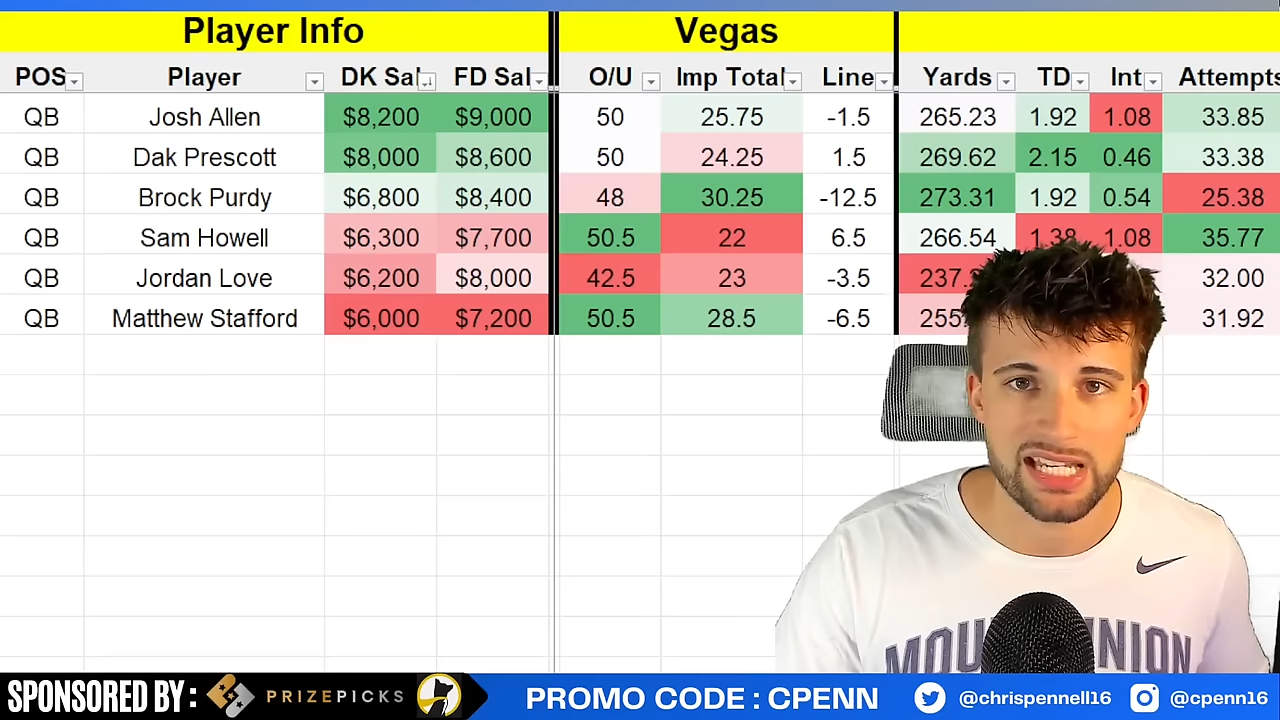 Player Info Vegas
POS Player DK Sal FD Sal O/U Imp Total Line Yards TD Int Attempts
QB Josh Allen $8,200 $9,000 50 25.75 -1.5 265.23 1.92 1.08 33.85
QB Dak Prescott $8,000 $8,600 50 24.25 1.5 269.62 2.15 0.46 33.38
QB Brock Purdy $6,800 $8,400 48 30.25 -12.5 273.31 1.92 0.54 25.38
QB Sam Howell $6,300 $7,700 50.5 22 6.5 266.54 1.38 1.08 35.77
QB Jordan Love $6,200 $8,000 42.5 23 -3.5 237. 32.00
QB Matthew Stafford $6,000 $7,200 50.5 28.5 -6.5 255 31.92
MOU NION
SPONSORED BY : PRIZEPICKS PROMO CODE : CPENN @chrispennell16 @cpenn16